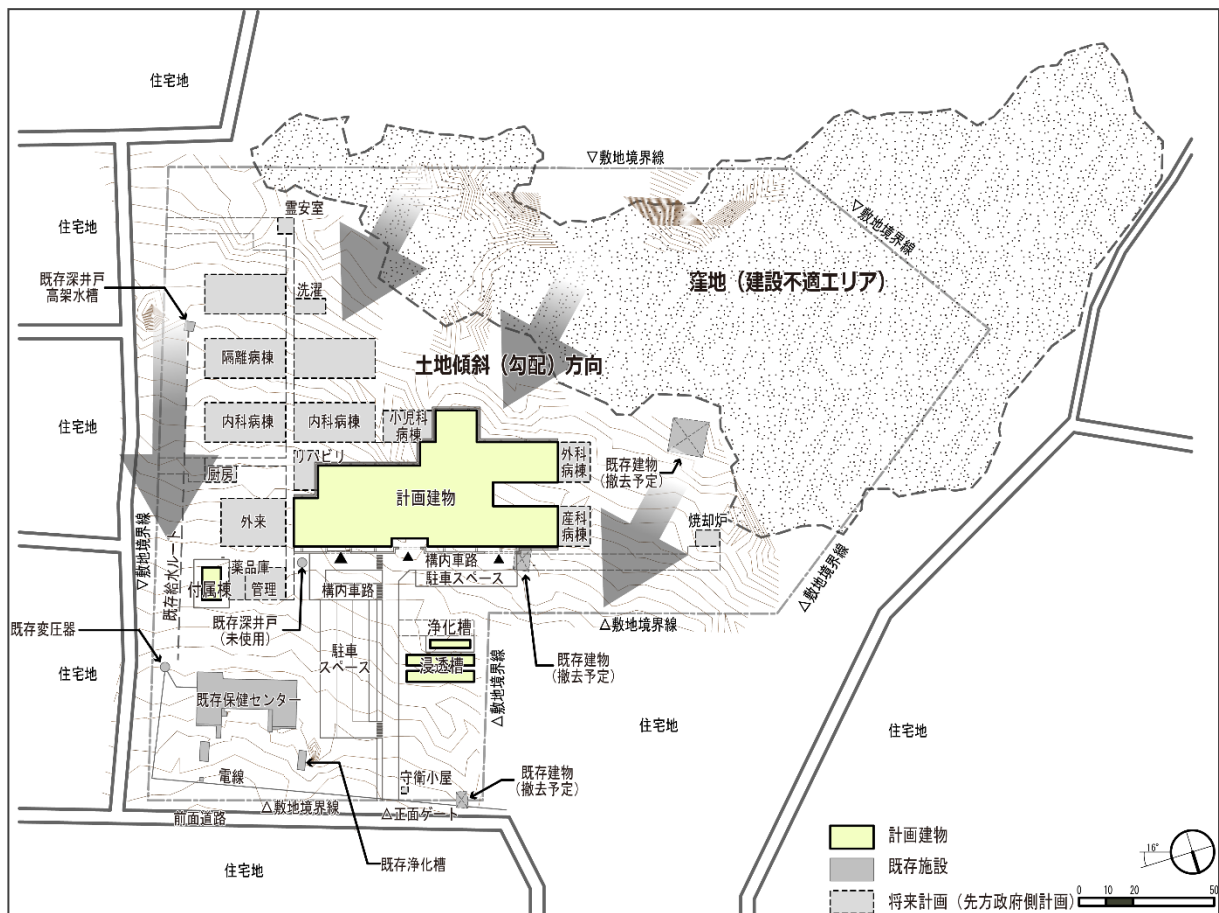 住宅地
▽敷地境界線
霊安室
住宅地
▽敷地境界線
既存深井戸
高架水槽
洗濯
窪地（建設不適エリア）
隔離病棟
土地傾斜（勾配）方向
住宅地
内科病棟
内科病棟
小児科
病棟
リハビリ
外科
病棟
既存建物
（撤去予定）
厨房
計画建物
外来
産科
病棟
焼却炉
▽敷地境界線
既存給水ルート
薬品庫
付属棟
管理
構内車路
構内車路
駐車スペース
△敷地境界線
既存変圧器
既存深井戸
（未使用）
浄化槽
△敷地境界線
住宅地
駐車
スペース
浸透槽
既存建物
（撤去予定）
既存保健センター
△敷地境界線
住宅地
住宅地
電線
守衛小屋
既存建物
（撤去予定）
△敷地境界線
△正面ゲート
前面道路
住宅地
既存浄化槽
計画建物
既存施設
将来計画（先方政府側計画）
16°
0 10 20 50